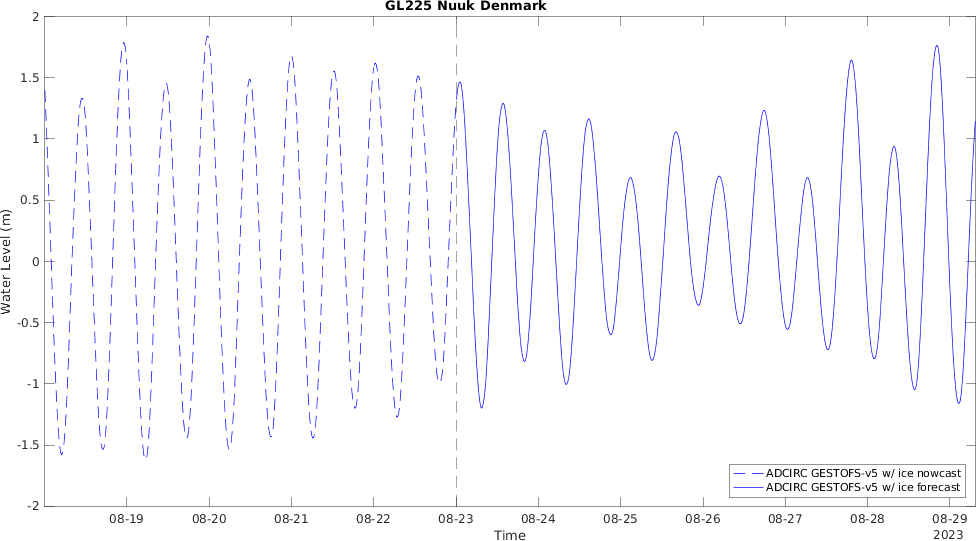 GL225 Nuuk Denmark
2
1.5
1
0.5
0
-0.5
-1
-1.5
-2
Water Level (m)
ADCIRC GESTOFS-v5 w/ ice nowcast
ADCIRC GESTOFS-v5 w/ ice forecast
08-19 08-20 08-21 08-22 08-23 08-24 08-25 08-26 08-27 08-28 08-29
Time
2023